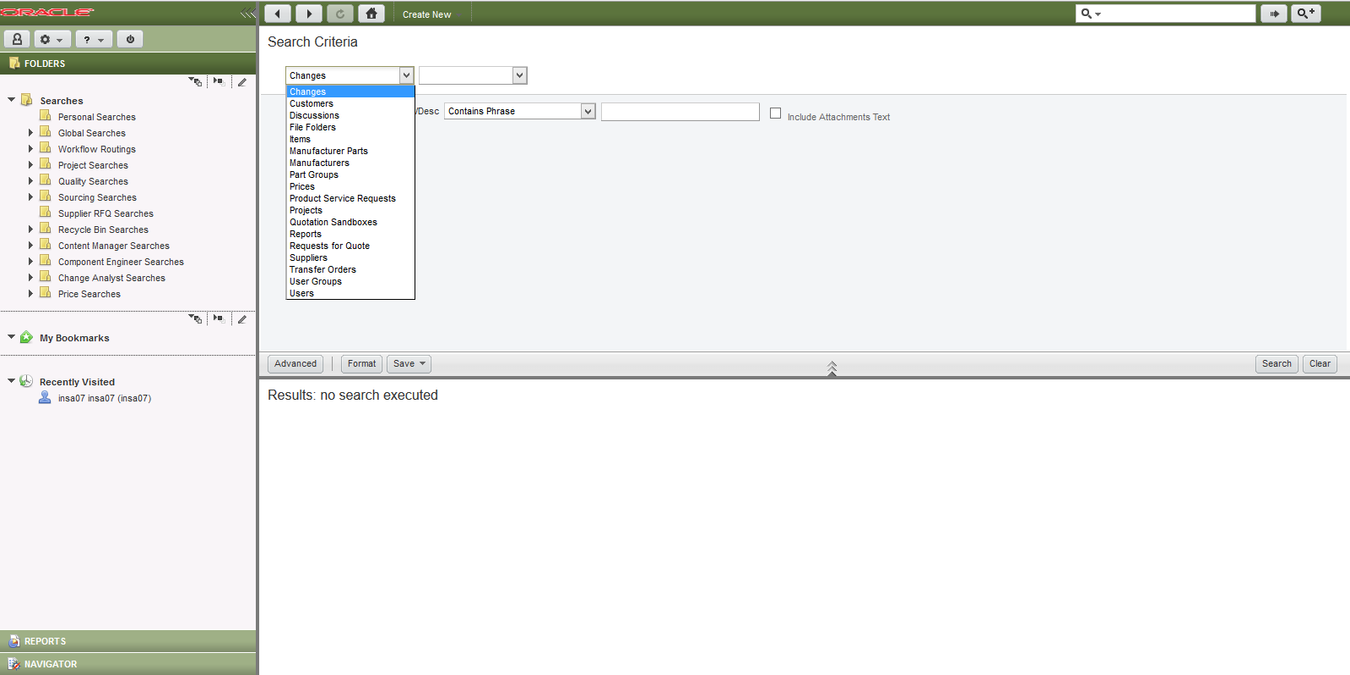 ORACLE
Create New
?
FOLDERS
Searches
Personal Searches
Global Searches
Workflow Routings
Project Searches
Quality Searches
Sourcing Searches
Supplier RFQ Searches
Recycle Bin Searches
Content Manager Searches
Component Engineer Searches
Change Analyst Searches
Price Searches
My Bookmarks
Recently Visited
insa07 insa07 (insa07)
REPORTS
NAVIGATOR
Search Criteria
Changes
Changes
Customers
Discussions
File Folders
Items
Manufacturer Parts
Manufacturers
Part Groups
Prices
Product Service Requests
Projects
Quotation Sandboxes
Reports
Requests for Quote
Suppliers
Transfer Orders
User Groups
Users
/Desc Contains Phrase Include Attachments Text
Advanced Format Save Search Clear
Results: no search executed